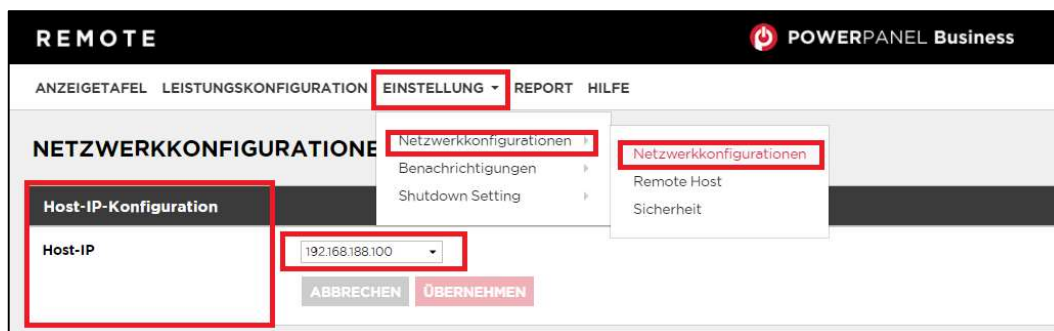 REMOTE
POWERPANEL Business
ANZEIGETAFEL LEISTUNGSKONFIGURATION EINSTELLUNG REPORT HILFE
NETZWERKKONFIGURATIONE
Netzwerkkonfigurationen
Benachrichtigungen
Shutdown Setting
Netzwerkkonfigurationen
Remote Host
Sicherheit
Host-IP-Konfiguration
Host-IP
192.168.188.100
ABBRECHEN ÜBERNEHMEN